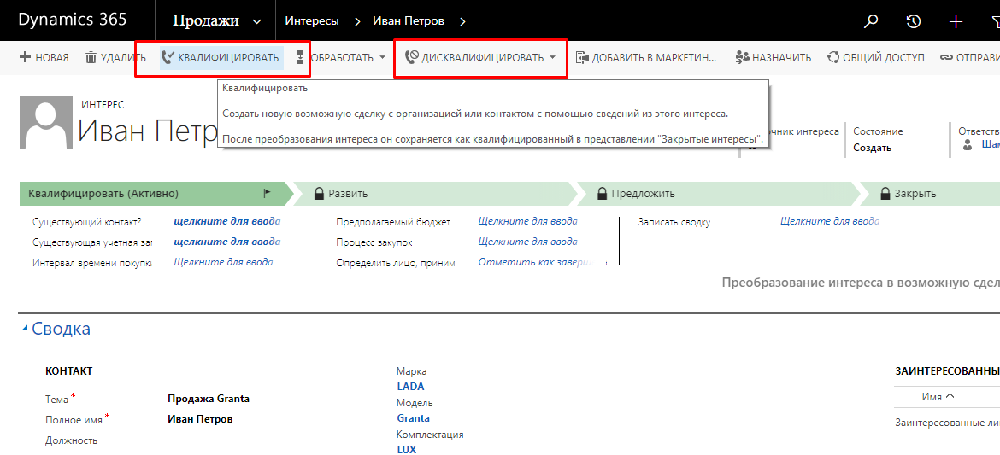 Dynamics 365 Продажи Интересы Иван Петров
НОВАЯ УДАЛИТЬ КВАЛИФИЦИРОВАТЬ ОБРАБОТАТЬ ДИСКВАЛИФИЦИРОВАТЬ ДОБАВИТЬ В МАРКЕТИН... НАЗНАЧИТЬ ОБЩИЙ ДОСТУП ОТПРАВИ
Квалифицировать
Создать новую возможную сделку с организацией или контактом с помощью сведений из этого интереса.
После преобразования интереса он сохраняется как квалифицированный в представлении "Закрытые интересы".
ИНТЕРЕС
Иван Петр
интереса Состояние Ответств
Создать Шам
Квалифицировать (Активно) Развить Предложить Закрыть
Существующий контакт? щелкните для ввода Предполагаемый бюджет Щелкните для ввода Записать сводку Щелкните для ввода
Существующая учетная за щелкните для ввода Процесс закупок Щелкните для ввода
Интервал времени покупки Щелкните для ввода Определить лицо, приним Отметить как заверш
Преобразование интереса в возможную сдел
Сводка
КОНТАКТ Марка ЗАИНТЕРЕСОВАННЫ
LADA
Тема * Продажа Granta Модель Имя
Полное имя * Иван Петров Granta Заинтересованные ли
Должность -- Комплектация
LUX